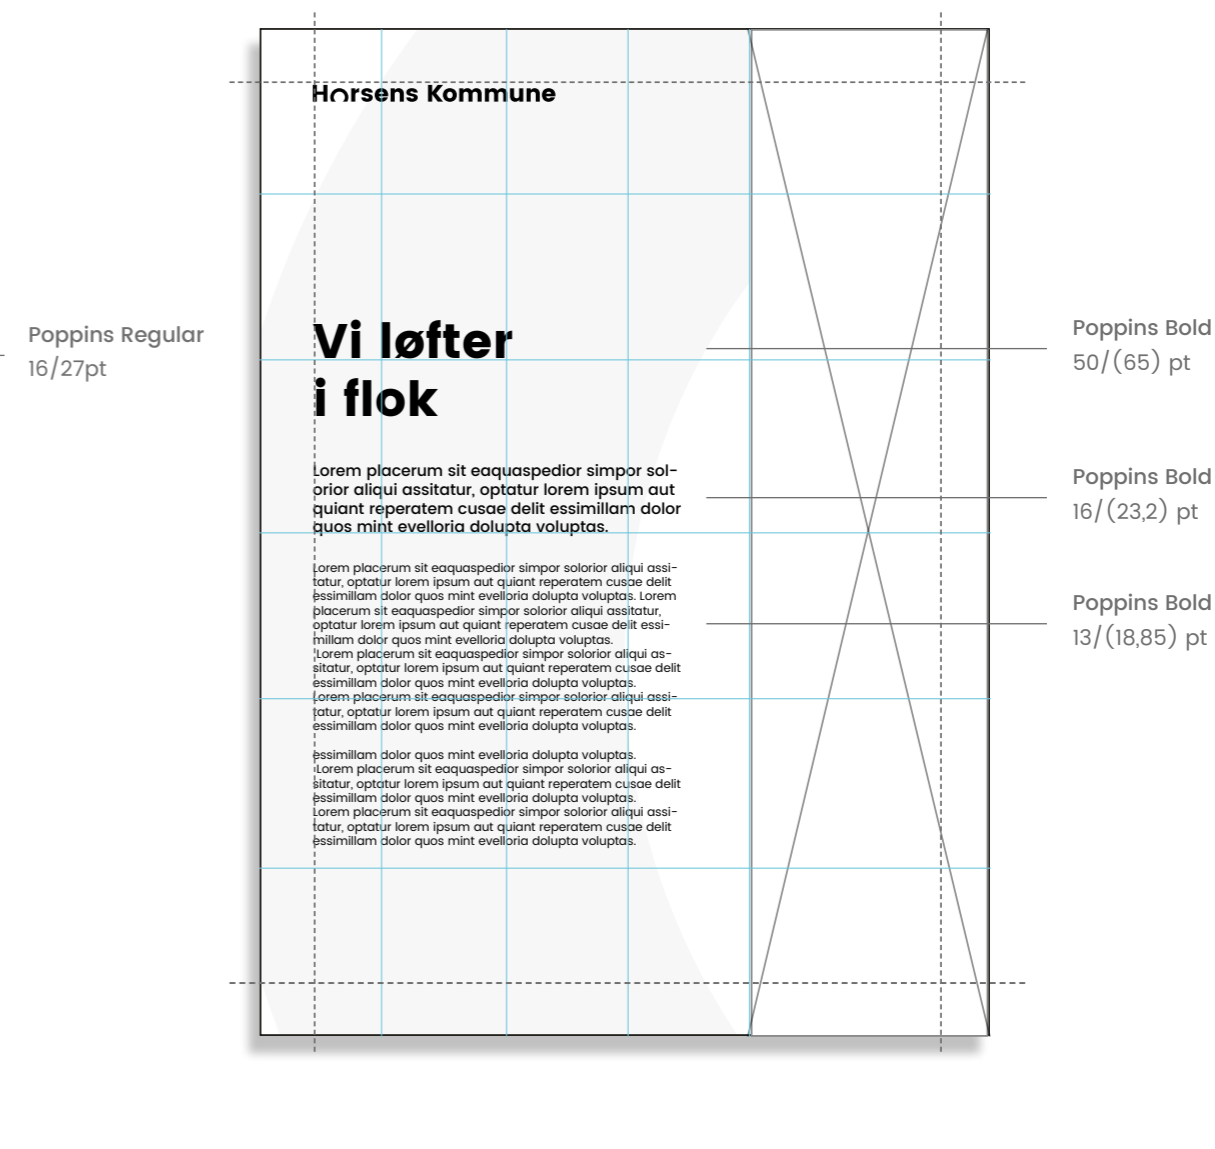 Horsens Kommune
Poppins Regular
16/27pt
Vi løfter
i flok
Poppins Bold
50/(65) pt
Lorem placerum sit eaquaspedior simpor sol-
orior aliqui assitatur, optatur lorem ipsum aut
quiant reperatem cusae delit essimillam dolor
quos mint evelloria dolupta voluptas.
Poppins Bold
16/(23,2) pt
Lorem placerum sit eaquaspedior simpor solorior aliqui assi-
tatur, optatur lorem ipsum aut quiant reperatem cusae delit
essimillam dolor quos mint evelloria dolupta voluptas. Lorem
placerum sit eaquaspedior simpor solorior aliqui assitatur,
optatur lorem ipsum aut quiant reperatem cusae delit essi-
millam dolor quos mint evelloria dolupta voluptas.
Lorem placerum sit eaquaspedior simpor solorior aliqui as-
sitatur, optatur lorem ipsum aut quiant reperatem cusae delit
essimillam dolor quos mint evelloria dolupta voluptas.
Lorem placerum sit eaquaspedior simpor solorior aliqui assi-
tatur, optatur lorem ipsum aut quiant reperatem cusae delit
essimillam dolor quos mint evelloria dolupta voluptas.
Poppins Bold
13/(18,85) pt
essimillam dolor quos mint evelloria dolupta voluptas.
Lorem placerum sit eaquaspedior simpor solorior aliqui as-
sitatur, optatur lorem ipsum aut quiant reperatem cusae delit
essimillam dolor quos mint evelloria dolupta voluptas.
Lorem placerum sit eaquaspedior simpor solorior aliqui assi-
tatur, optatur lorem ipsum aut quiant reperatem cusae delit
essimillam dolor quos mint evelloria dolupta voluptas.